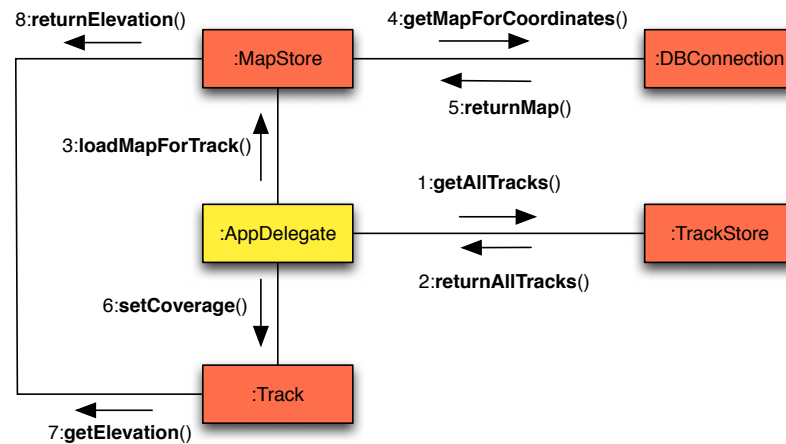 8:returnElevation()
4:getMapForCoordinates()
:MapStore
:DBConnection
5:returnMap()
3:loadMapForTrack()
1:getAllTracks()
:AppDelegate
:TrackStore
2:returnAllTracks()
6:setCoverage()
:Track
7:getElevation()